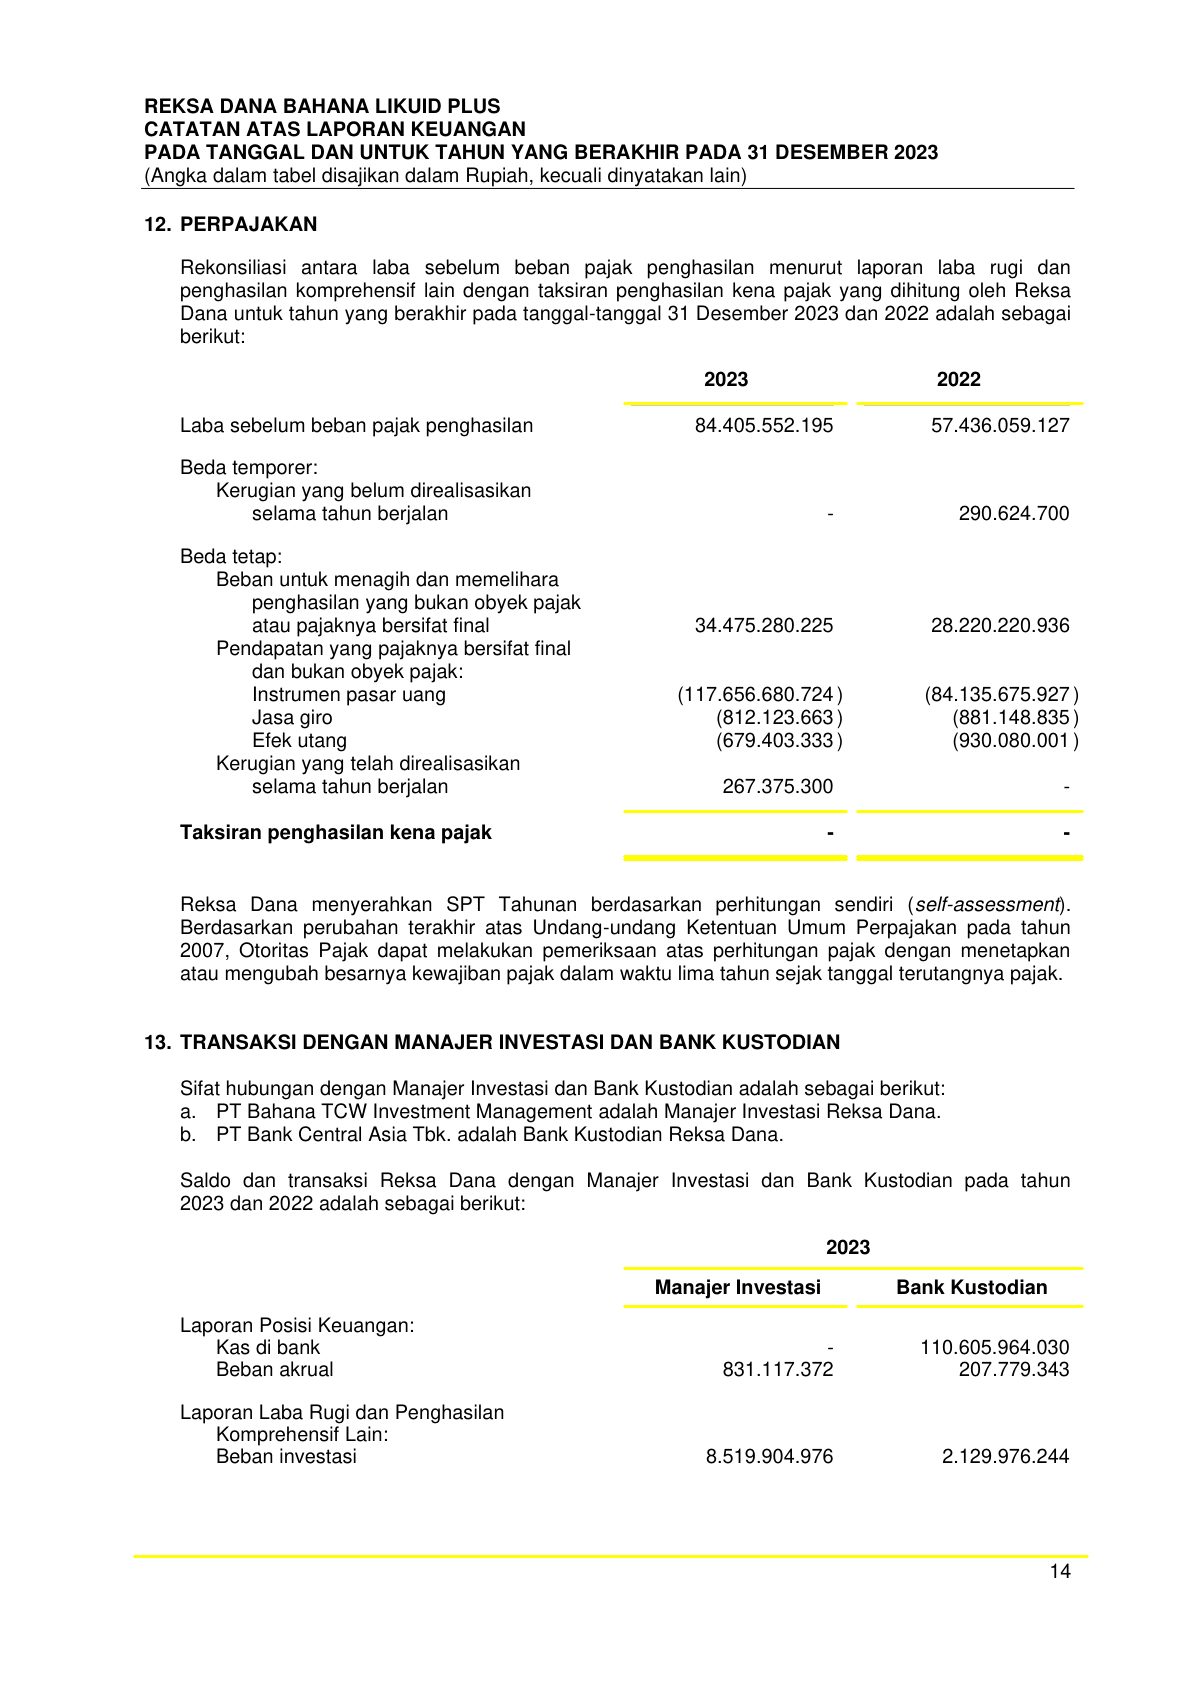 REKSA DANA BAHANA LIKUID PLUS
CATATAN ATAS LAPORAN KEUANGAN
PADA TANGGAL DAN UNTUK TAHUN YANG BERAKHIR PADA 31 DESEMBER 2023
(Angka dalam tabel disajikan dalam Rupiah, kecuali dinyatakan lain)
12. PERPAJAKAN
Rekonsiliasi antara laba sebelum beban pajak penghasilan menurut laporan laba rugi dan
penghasilan komprehensif lain dengan taksiran penghasilan kena pajak yang dihitung oleh Reksa
Dana untuk tahun yang berakhir pada tanggal-tanggal 31 Desember 2023 dan 2022 adalah sebagai
berikut:
2023 2022
Laba sebelum beban pajak penghasilan 84.405.552.195 57.436.059.127
Beda temporer:
Kerugian yang belum direalisasikan
selama tahun berjalan - 290.624.700
Beda tetap:
Beban untuk menagih dan memelihara
penghasilan yang bukan obyek pajak
atau pajaknya bersifat final 34.475.280.225 28.220.220.936
Pendapatan yang pajaknya bersifat final
dan bukan obyek pajak:
Instrumen pasar uang (117.656.680.724) (84.135.675.927)
Jasa giro (812.123.663) (881.148.835)
Efek utang (679.403.333) (930.080.001)
Kerugian yang telah direalisasikan
selama tahun berjalan 267.375.300 -
Taksiran penghasilan kena pajak - -
Reksa Dana menyerahkan SPT Tahunan berdasarkan perhitungan sendiri (self-assessment).
Berdasarkan perubahan terakhir atas Undang-undang Ketentuan Umum Perpajakan pada tahun
2007, Otoritas Pajak dapat melakukan pemeriksaan atas perhitungan pajak dengan menetapkan
atau mengubah besarnya kewajiban pajak dalam waktu lima tahun sejak tanggal terutangnya pajak.
13. TRANSAKSI DENGAN MANAJER INVESTASI DAN BANK KUSTODIAN
Sifat hubungan dengan Manajer Investasi dan Bank Kustodian adalah sebagai berikut:
a. PT Bahana TCW Investment Management adalah Manajer Investasi Reksa Dana.
b. PT Bank Central Asia Tbk. adalah Bank Kustodian Reksa Dana.
Saldo dan transaksi Reksa Dana dengan Manajer Investasi dan Bank Kustodian pada tahun
2023 dan 2022 adalah sebagai berikut:
2023
Manajer Investasi Bank Kustodian
Laporan Posisi Keuangan:
Kas di bank - 110.605.964.030
Beban akrual 831.117.372 207.779.343
Laporan Laba Rugi dan Penghasilan
Komprehensif Lain:
Beban investasi 8.519.904.976 2.129.976.244
14